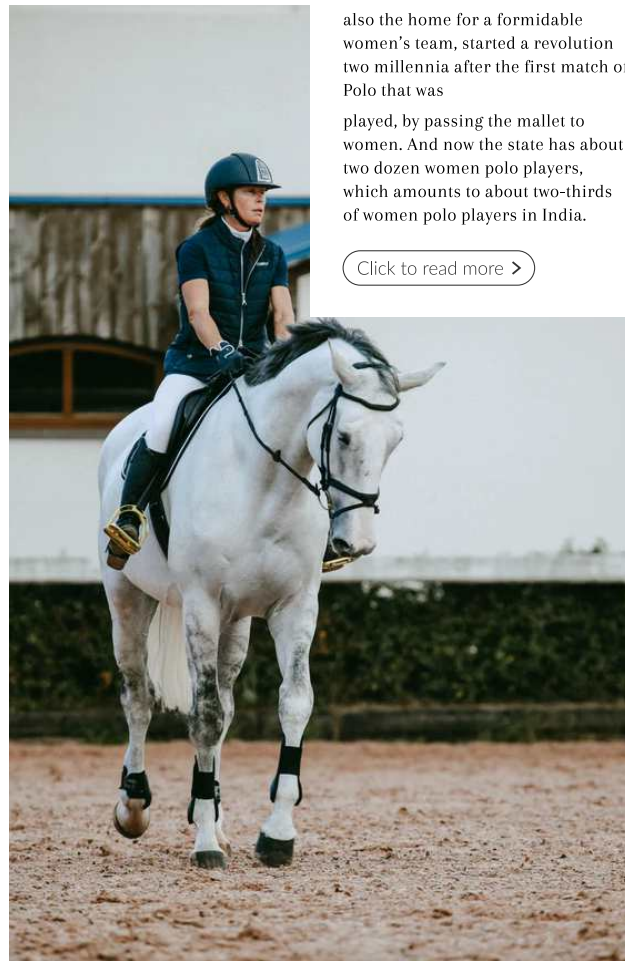 also the home for a formidable
women’s team, started a revolution
two millennia after the first match of
Polo that was
played, by passing the mallet to
women. And now the state has about
two dozen women polo players,
which amounts to about two-thirds
of women polo players in India.
Click to read more >